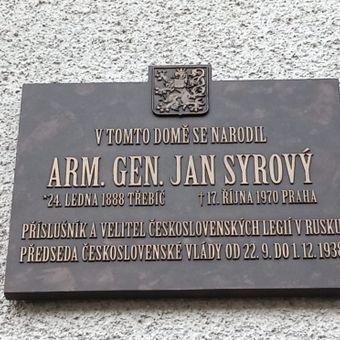 V TOMTO DOMĚ SE NARODIL
ARM. GEN. JAN SYROVÝ
*24. LEDNA 1888 TŘEBÍČ †17. ŘÍJNA 1970 PRAHA
PŘÍSLUŠNÍK A VELITEL ČESKOSLOVENSKÝCH LEGIÍ V RUSKU
PŘEDSEDA ČESKOSLOVENSKÉ VLÁDY OD 22. 9. DO 1. 12. 1938